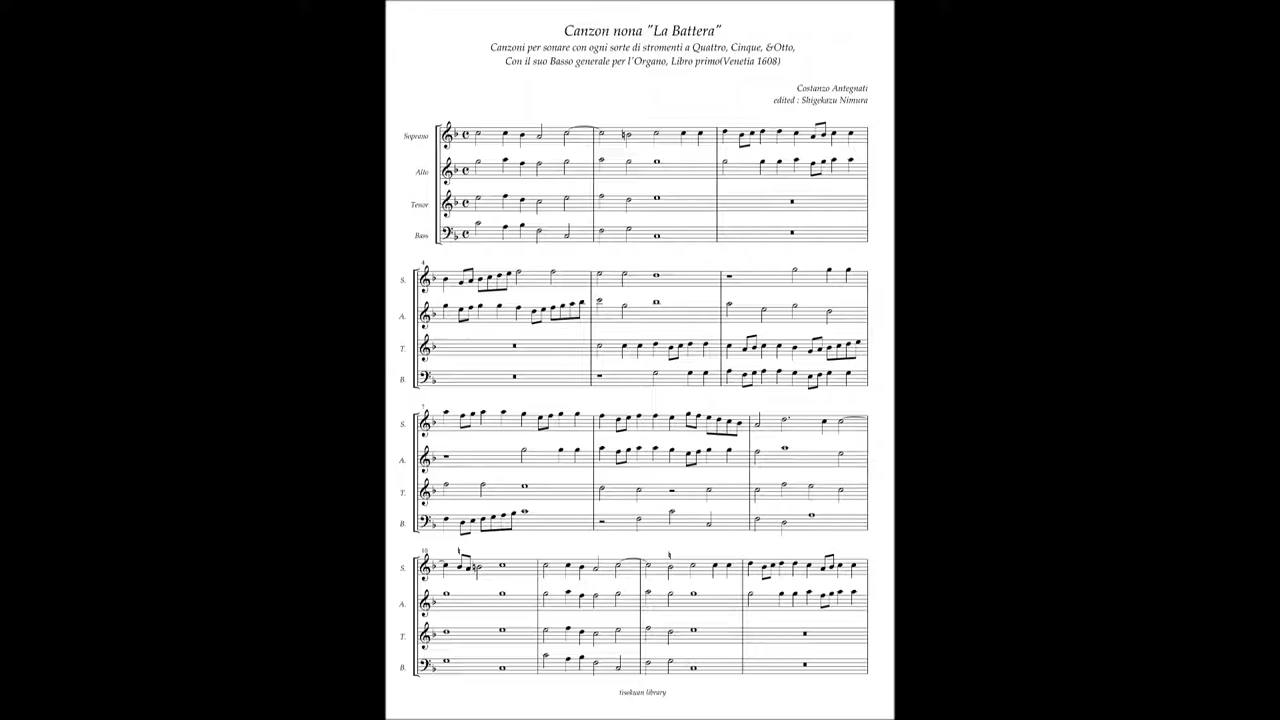 Canzon nona "La Battera"
Canzoni per sonare con ogni sorte di stromenti a Quattro, Cinque, &Otto,
Con il suo Basso generale per l'Organo, Libro primo(Venetia 1608)
Costanzo Antegnati
edited : Shigekazu Nimura
Soprano
Alto
Tenor
Bass
4
S.
A.
T.
B.
7
S.
A.
T.
B.
10
S.
A.
T.
B.
tisokuan library